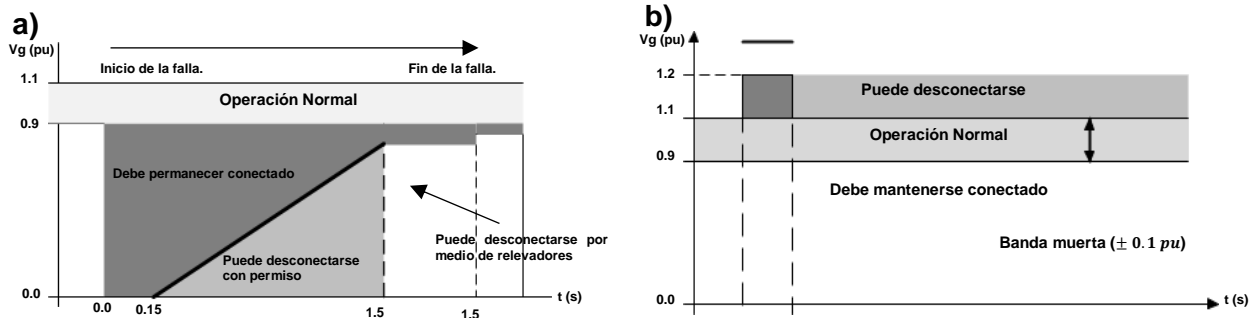 a)
Vg (pu)
Inicio de la falla.
Fin de la falla.
1.1
Operación Normal
0.9
Debe permanecer conectado
Puede desconectarse por
medio de relevadores
Puede desconectarse
con permiso
0.0
t (s)
0.0
0.15
1.5
1.5
b)
Vg (pu)
1.2
Puede desconectarse
1.1
Operación Normal
0.9
Debe mantenerse conectado
Banda muerta (± 0.1 pu)
0.0
t (s)